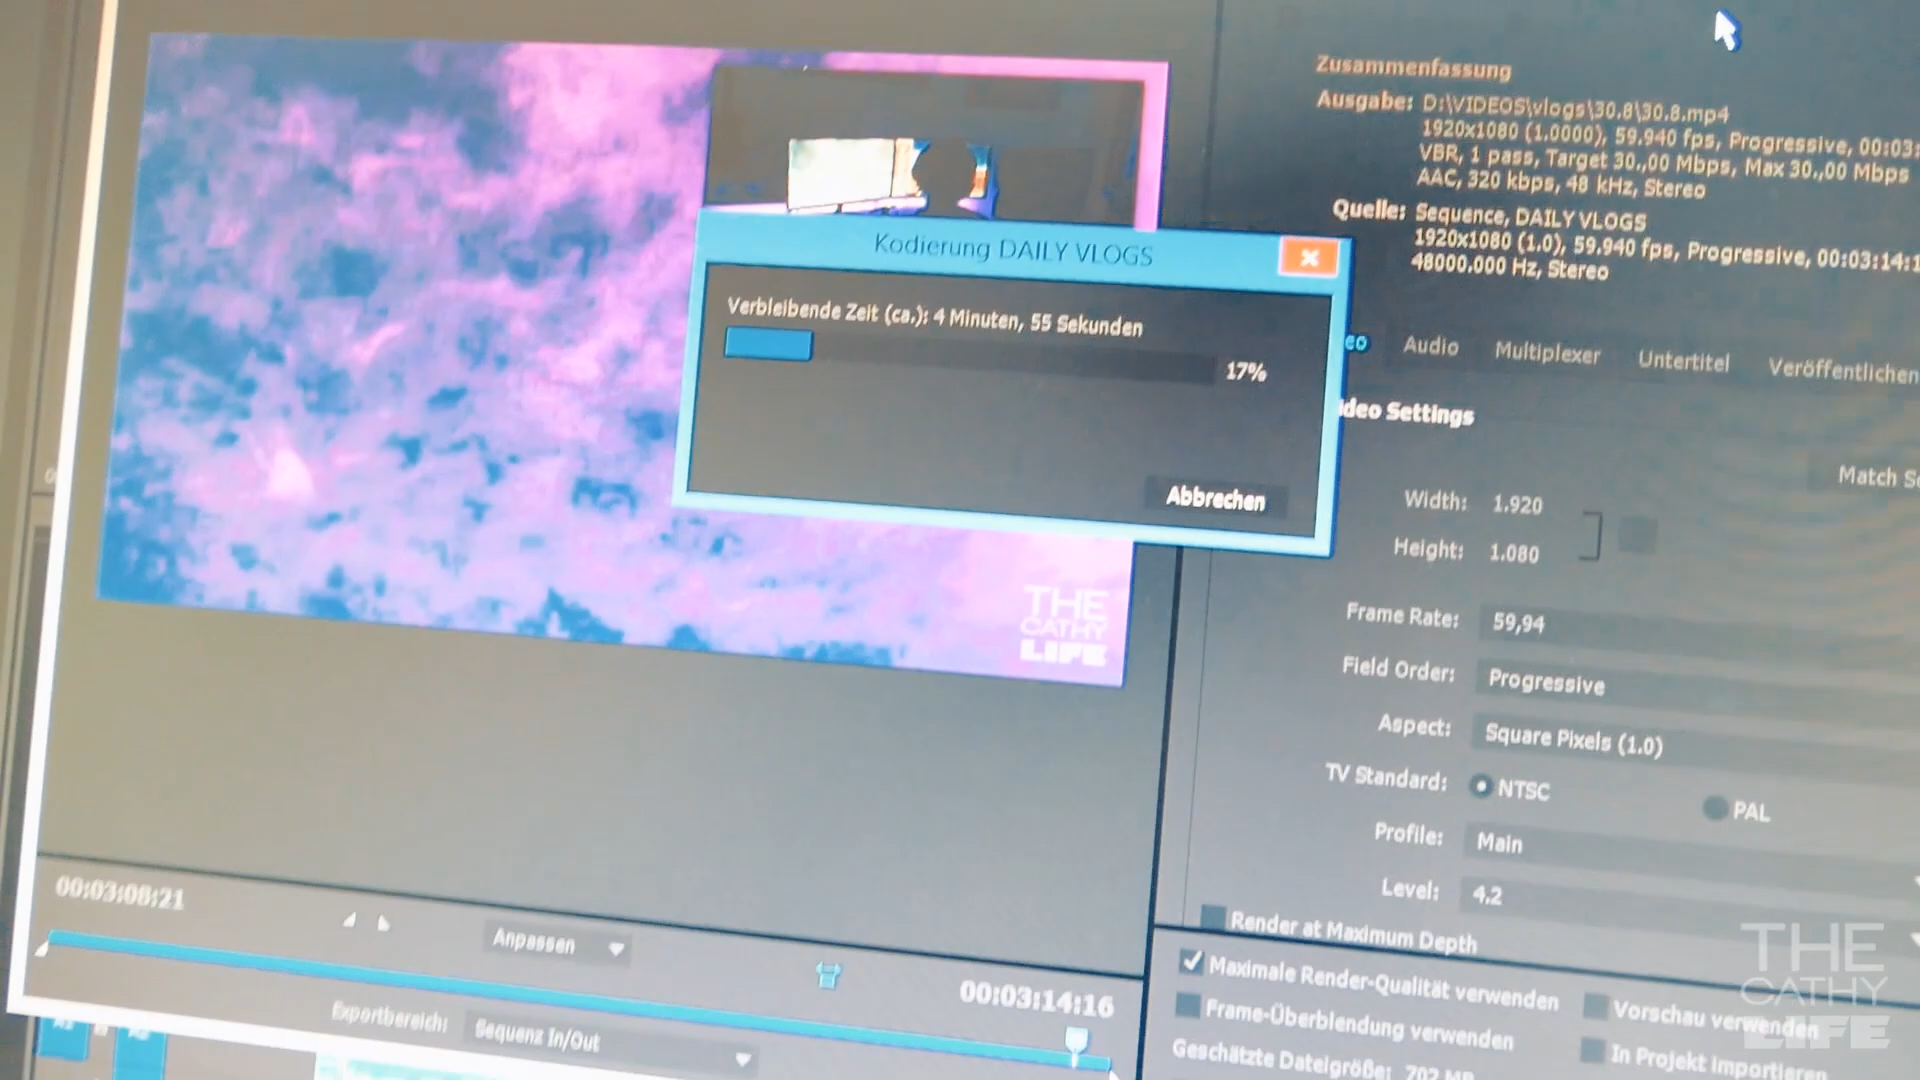 Zusammenfassung
Ausgabe: D:\VIDEOS\vlogs\30.8\30.8.mp4
1920x1080 (1.0000), 59.940 fps, Progressive, 00:03:
VBR, 1 pass, Target 30,,00 Mbps, Max 30,,00 Mbps
AAC, 320 kbps, 48 kHz, Stereo
Quelle: Sequence, DAILY VLOGS
1920x1080 (1.0), 59.940 fps, Progressive, 00:03:14:1
48000.000 Hz, Stereo
Kodierung DAILY VLOGS
Verbleibende Zeit (ca.): 4 Minuten, 55 Sekunden
17%
Abbrechen
eo Audio Multiplexer Untertitel Veröffentlichen
ideo Settings
Match S
Width: 1.920
Height: 1.080
Frame Rate: 59,94
Field Order: Progressive
Aspect: Square Pixels (1.0)
TV Standard: NTSC PAL
Profile: Main
Level: 4.2
Render at Maximum Depth
Maximale Render-Qualität verwenden
Vorschau verwenden
Frame-Überblendung verwenden
In Projekt importieren
Geschätzte Dateigröße: 702 MB
THE
CATHY
LIFE
00:03:08:21
Anpassen
00:03:14:16
Exportbereich: Sequenz In/Out
THE
CATHY
LIFE